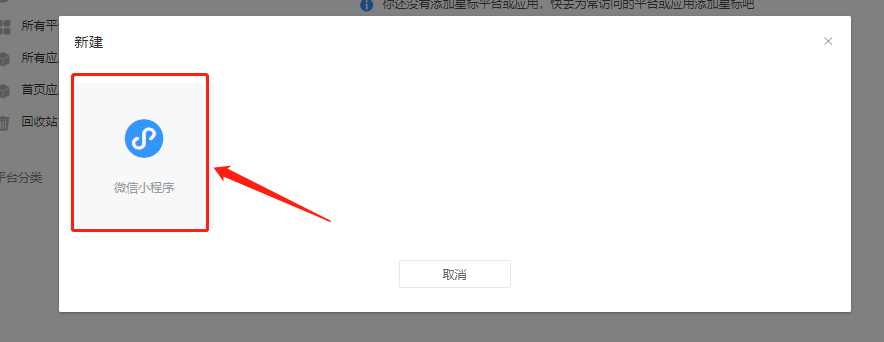 你还没有添加星标平台或应用，快去为常访问的平台或应用添加星标吧
所有平
新建
所有应
首页应
回收站
微信小程序
平台分类
取消